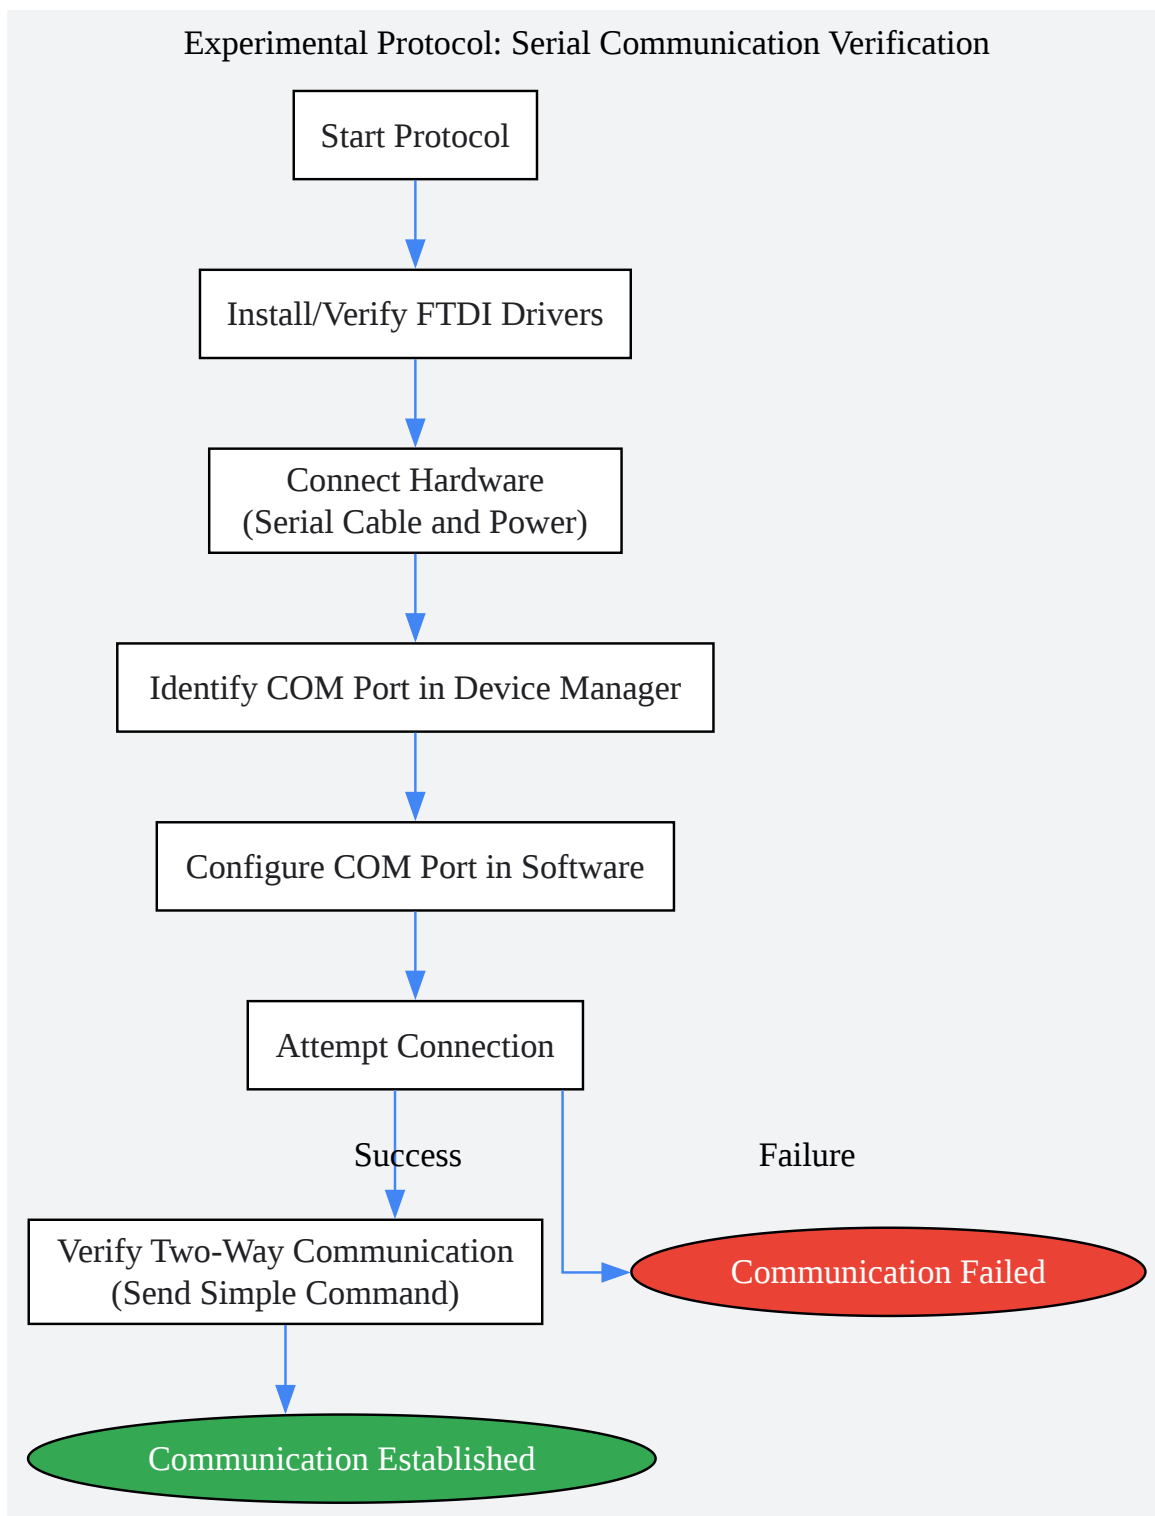 Experimental Protocol: Serial Communication Verification
Start Protocol
Install/Verify FTDI Drivers
Connect Hardware
(Serial Cable and Power)
Identify COM Port in Device Manager
Configure COM Port in Software
Attempt Connection
Success
Failure
Verify Two-Way Communication
(Send Simple Command)
Communication Failed
Communication Established